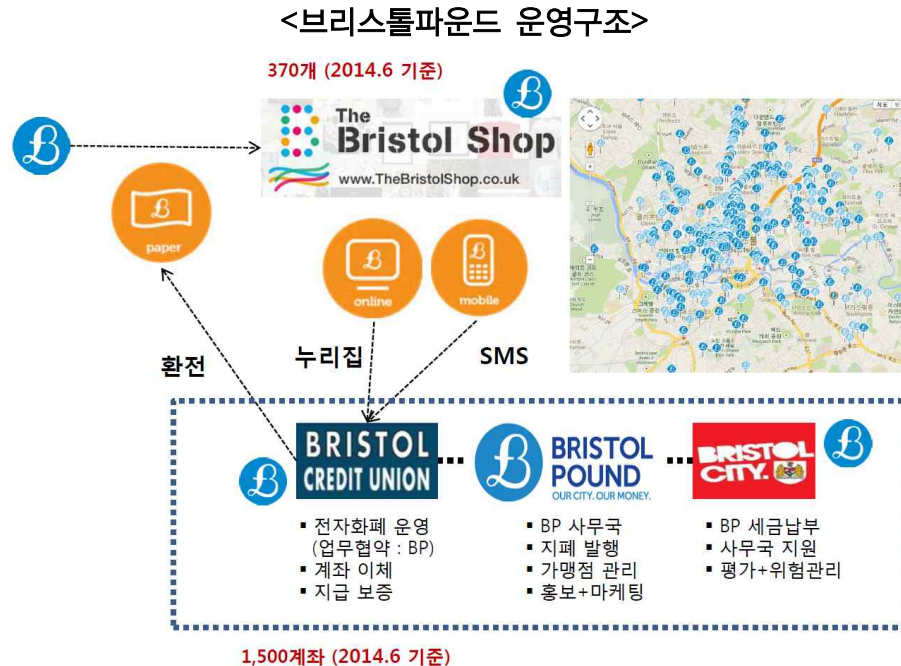 <브리스톨파운드 운영구조>
370개 (2014.6 기준)
The
Bristol Shop
www.TheBristolShop.co.uk
paper
online
mobile
환전
누리집
SMS
BRISTOL
CREDIT UNION
BRISTOL
POUND
OUR CITY. OUR MONEY.
BRISTOL
CITY.
▪ 전자화폐 운영
(업무협약 : BP)
▪ 계좌 이체
▪ 지급 보증
▪ BP 사무국
▪ 지폐 발행
▪ 가맹점 관리
▪ 홍보+마케팅
▪ BP 세금납부
▪ 사무국 지원
▪ 평가+위험관리
1,500계좌 (2014.6 기준)